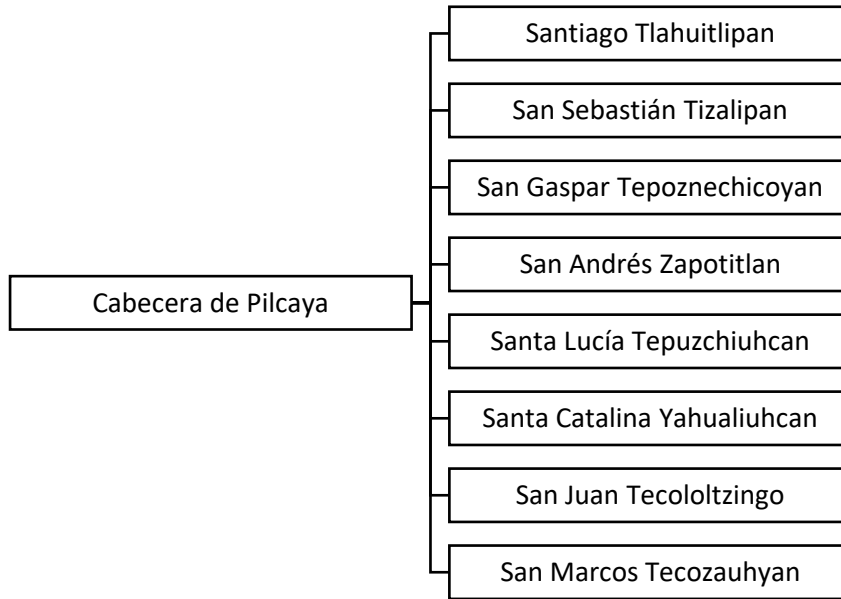 Santiago Tlahuitlipan
San Sebastián Tizalipan
San Gaspar Tepoznechicoyan
San Andrés Zapotitlan
Cabecera de Pilcaya
Santa Lucía Tepuzchiuhcan
Santa Catalina Yahualiuhcan
San Juan Tecololtzingo
San Marcos Tecozauhyan